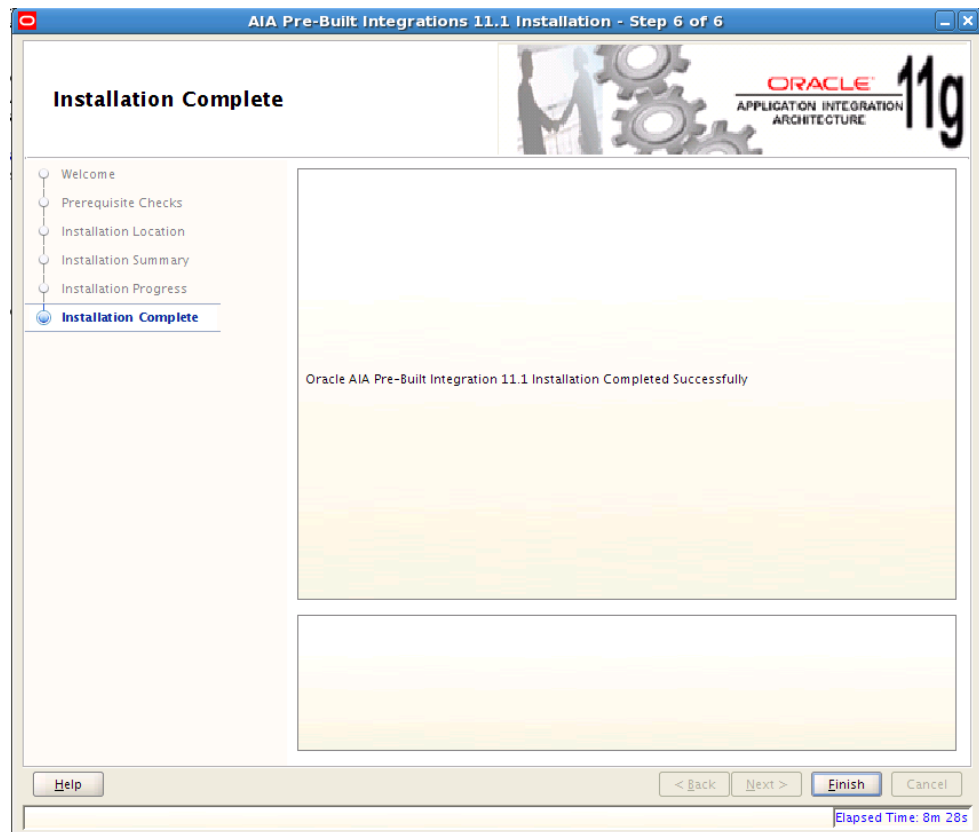 AIA Pre-Built Integrations 11.1 Installation - Step 6 of 6
Installation Complete
ORACLE
APPLICATION INTEGRATION
ARCHITECTURE
11g
Welcome
Prerequisite Checks
Installation Location
Installation Summary
Installation Progress
Installation Complete
Oracle AIA Pre-Built Integration 11.1 Installation Completed Successfully
Help
< Back
Next >
Finish
Cancel
Elapsed Time: 8m 28s